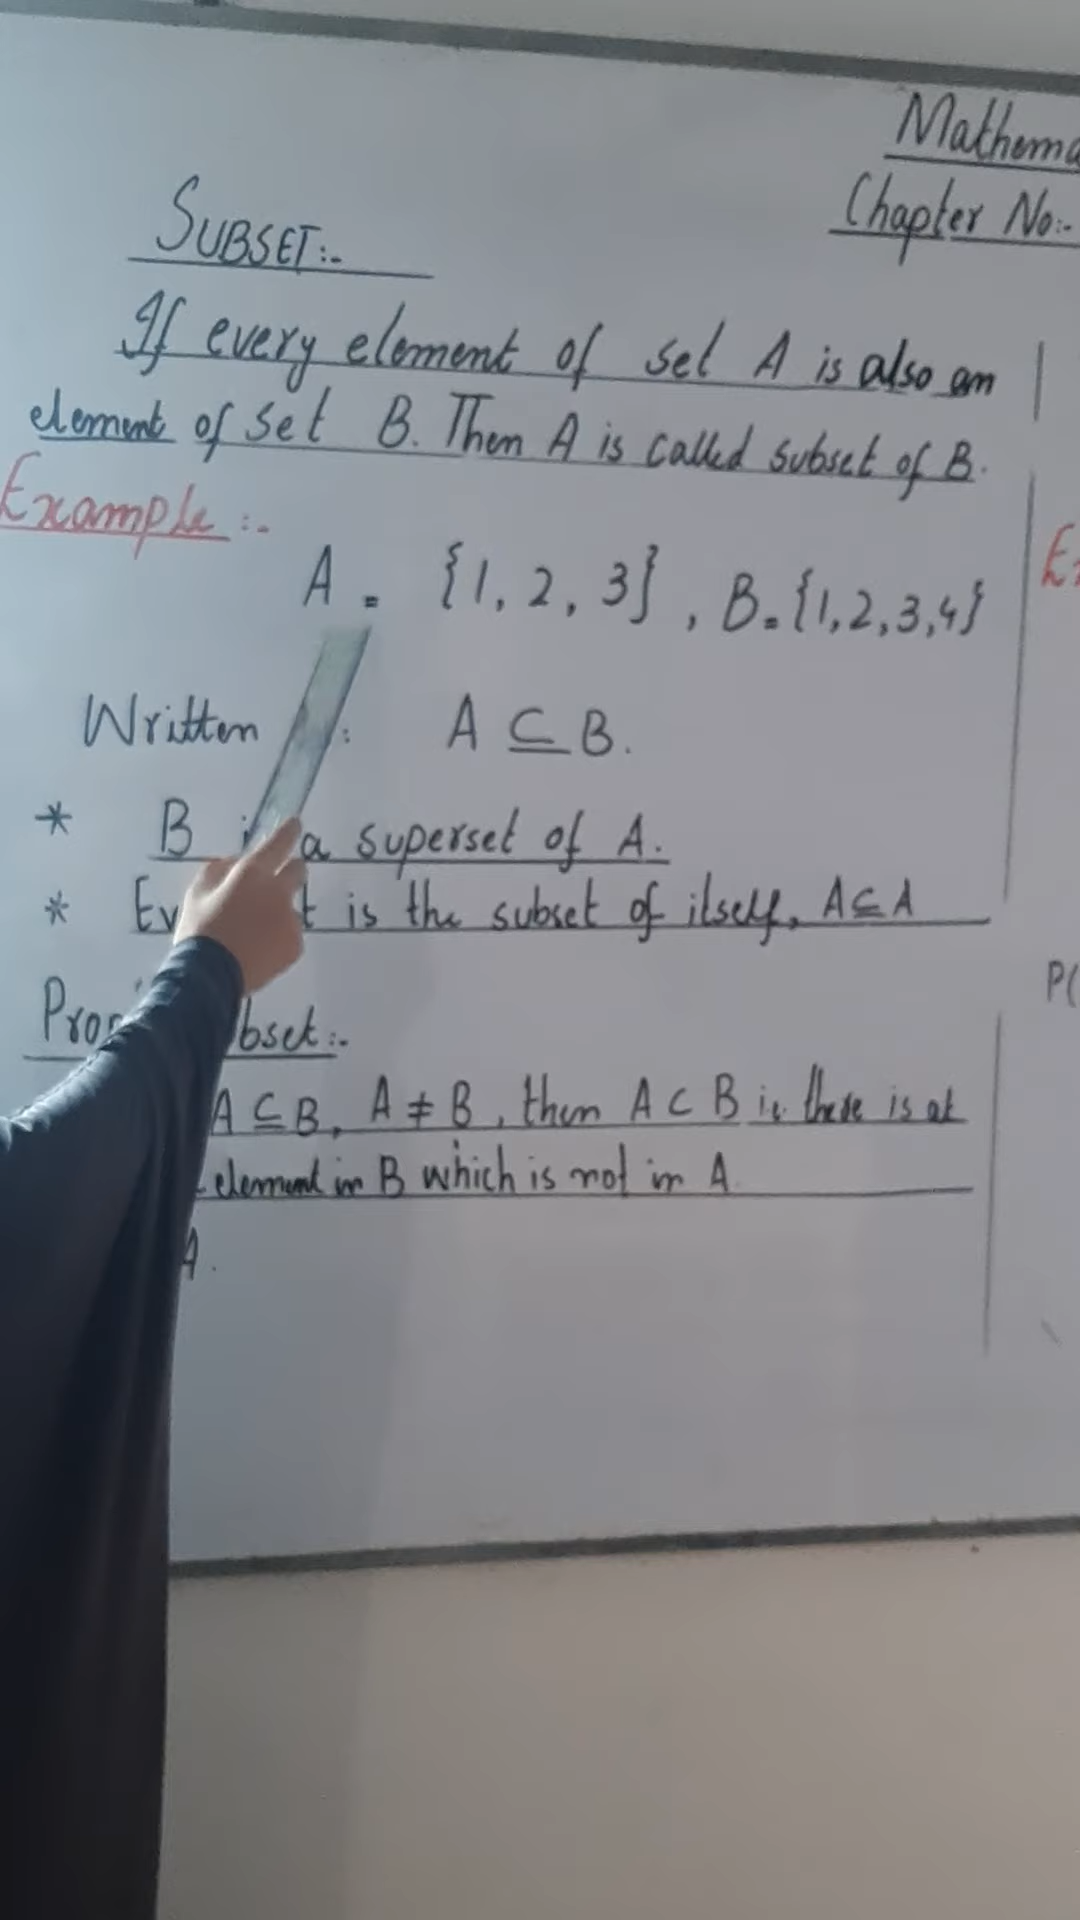 Mathema
Chapter No:-
SUBSET:-
If every element of set A is also an
element of set B. Then A is called subset of B.
Example :-
A = {1, 2, 3}, B = {1,2,3,4}
Written : A ⊆ B.
* B a superset of A.
* Ev t is the subset of itself, A⊆A
Prop bset:-
A ⊆ B, A ≠ B, then A ⊂ B i.e there is at
element in B which is not in A
A.
P(